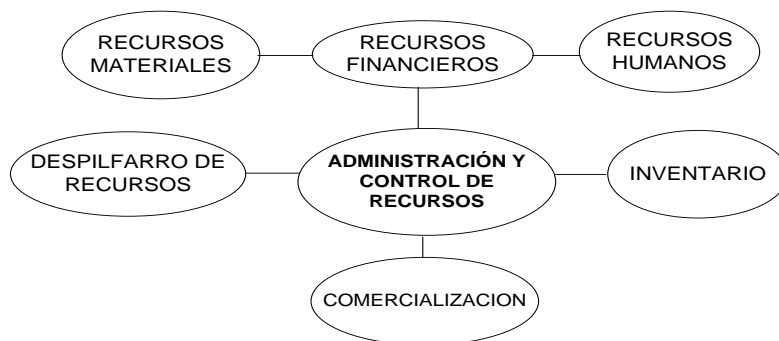 RECURSOS
MATERIALES
RECURSOS
FINANCIEROS
RECURSOS
HUMANOS
DESPILFARRO DE
RECURSOS
ADMINISTRACIÓN Y
CONTROL DE
RECURSOS
INVENTARIO
COMERCIALIZACION